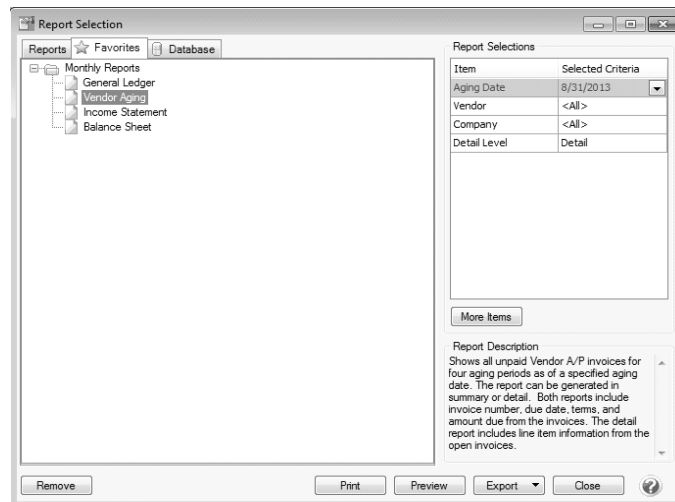 Report Selection
Reports Favorites Database
Monthly Reports
General Ledger
Vendor Aging
Income Statement
Balance Sheet
Report Selections
Item Selected Criteria
Aging Date 8/31/2013
Vendor <All>
Company <All>
Detail Level Detail
More Items
Report Description
Shows all unpaid Vendor A/P invoices for
four aging periods as of a specified aging
date. The report can be generated in
summary or detail. Both reports include
invoice number, due date, terms, and
amount due from the invoices. The detail
report includes line item information from the
open invoices.
Remove Print Preview Export Close ?